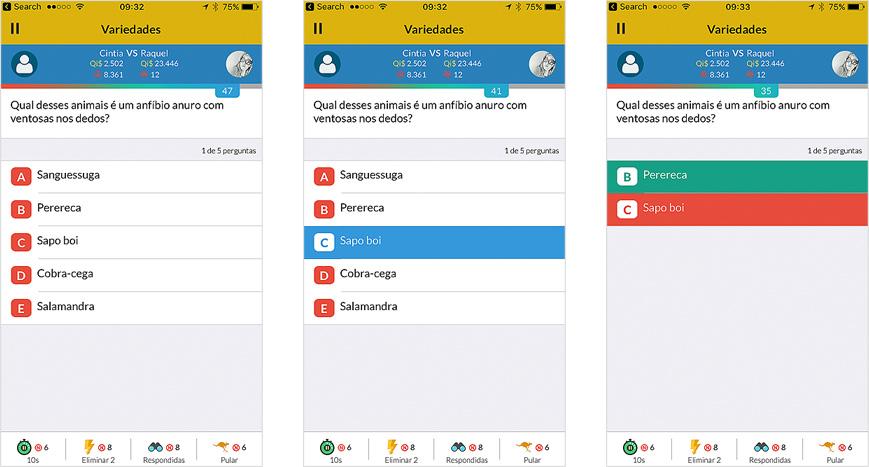 Search 09:32 75%
Variedades
Cintia VS Raquel
Qi$ 2.502 Qi$ 23.446
8.361 12
47
Qual desses animais é um anfíbio anuro com
ventosas nos dedos?
1 de 5 perguntas
A Sanguessuga
B Perereca
C Sapo boi
D Cobra-cega
E Salamandra
6 8 8 6
10s Eliminar 2 Respondidas Pular
Search 09:32 75%
Variedades
Cintia VS Raquel
Qi$ 2.502 Qi$ 23.446
8.361 12
41
Qual desses animais é um anfíbio anuro com
ventosas nos dedos?
1 de 5 perguntas
A Sanguessuga
B Perereca
C Sapo boi
D Cobra-cega
E Salamandra
6 8 8 6
10s Eliminar 2 Respondidas Pular
Search 09:33 75%
Variedades
Cintia VS Raquel
Qi$ 2.502 Qi$ 23.446
8.361 12
35
Qual desses animais é um anfíbio anuro com
ventosas nos dedos?
1 de 5 perguntas
B Perereca
C Sapo boi
6 8 8 6
10s Eliminar 2 Respondidas Pular